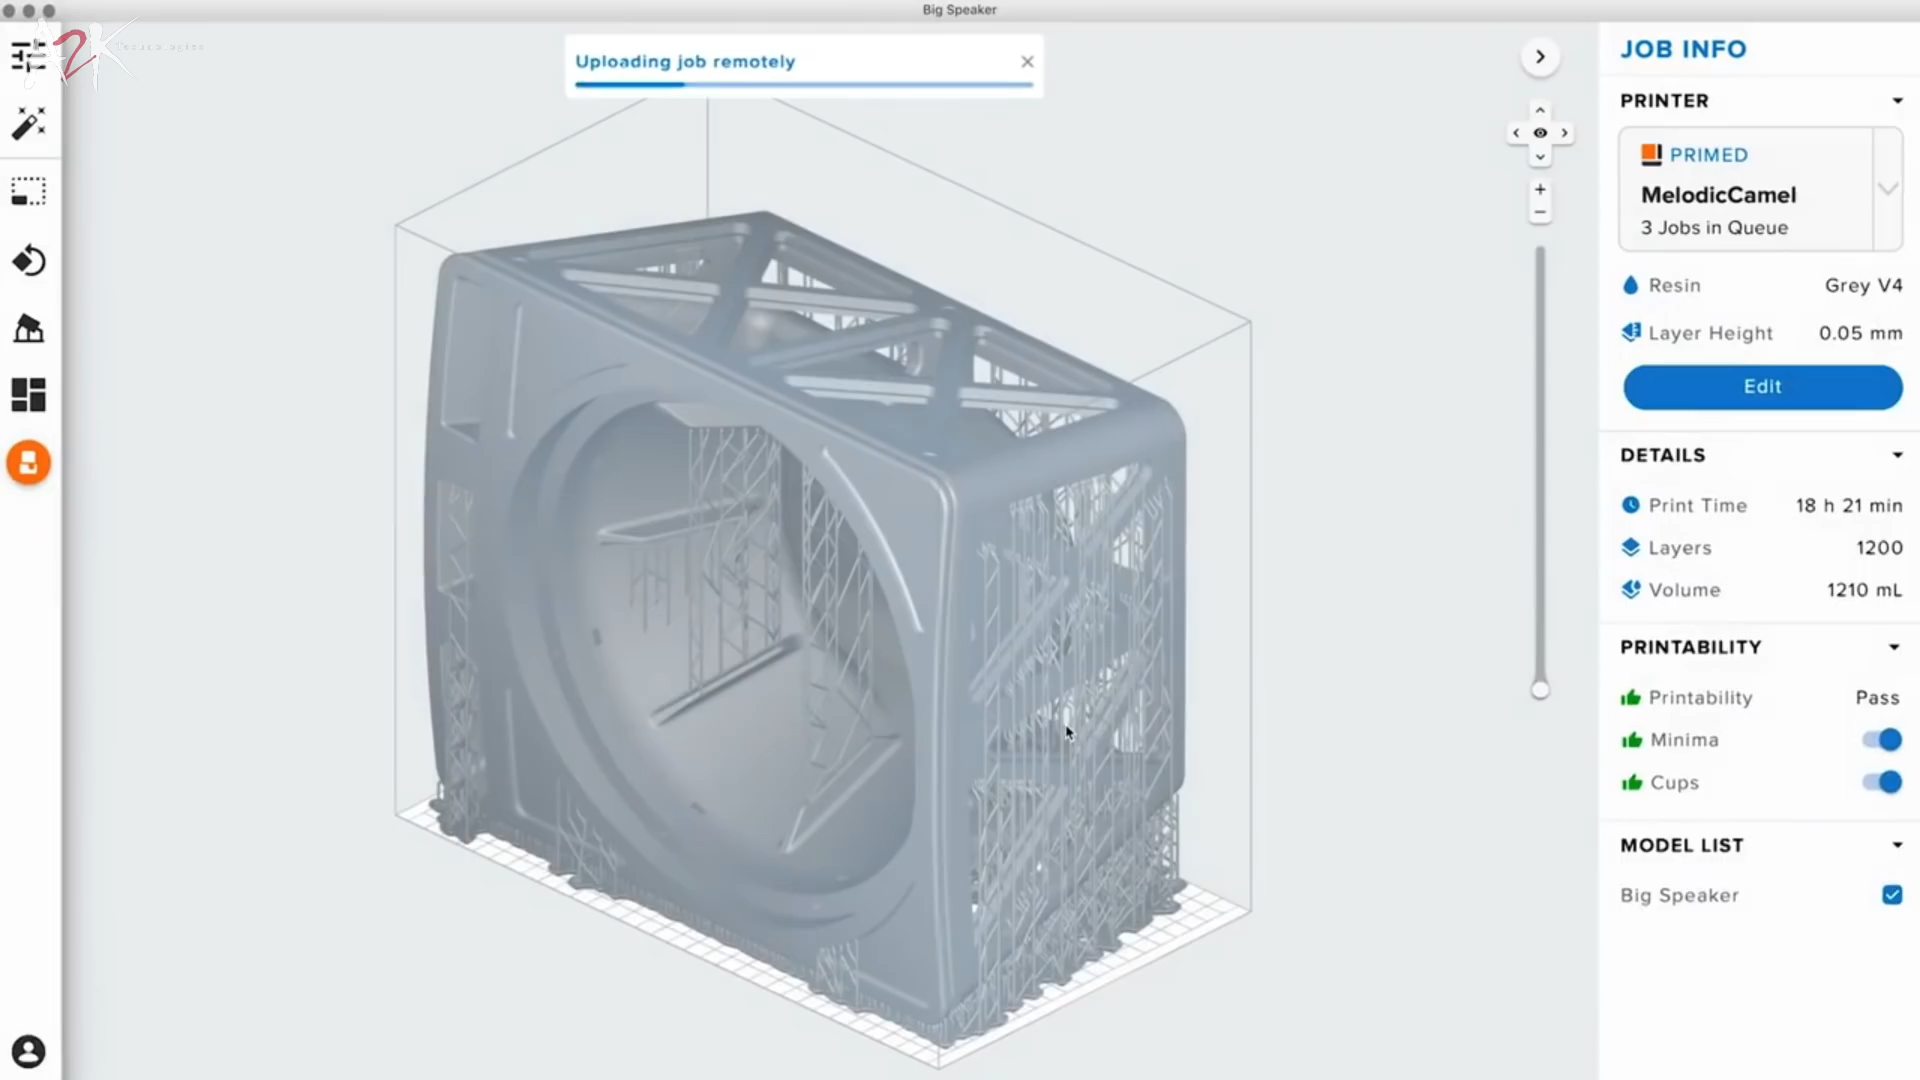 Big Speaker
A2K
Technologies
Uploading job remotely
JOB INFO
PRINTER
PRIMED
MelodicCamel
3 Jobs in Queue
Resin Grey V4
Layer Height 0.05 mm
Edit
DETAILS
Print Time 18 h 21 min
Layers 1200
Volume 1210 mL
PRINTABILITY
Printability Pass
Minima
Cups
MODEL LIST
Big Speaker